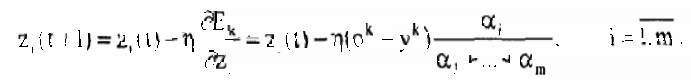 z_i(t+1) = z_i(t) - η ∂E_k/∂z_i = z_i(t) - η(o^k - y^k) α_i/(α_1 + ... + α_m), i = \overline{1,m}.